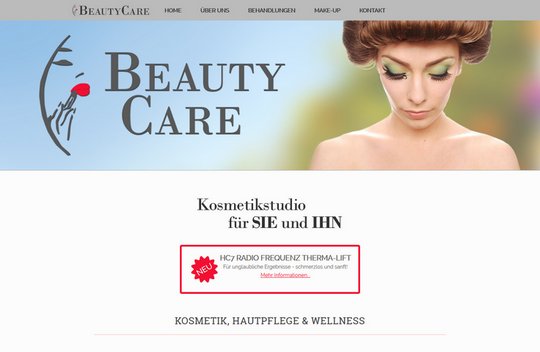 BEAUTYCARE HOME ÜBER UNS BEHANDLUNGEN MAKE-UP KONTAKT
BEAUTY
CARE
Kosmetikstudio
für SIE und IHN
NEU
HC7 RADIO FREQUENZ THERMA-LIFT
Für unglaubliche Ergebnisse - schmerzlos und sanft!
Mehr Informationen...
KOSMETIK, HAUTPFLEGE & WELLNESS